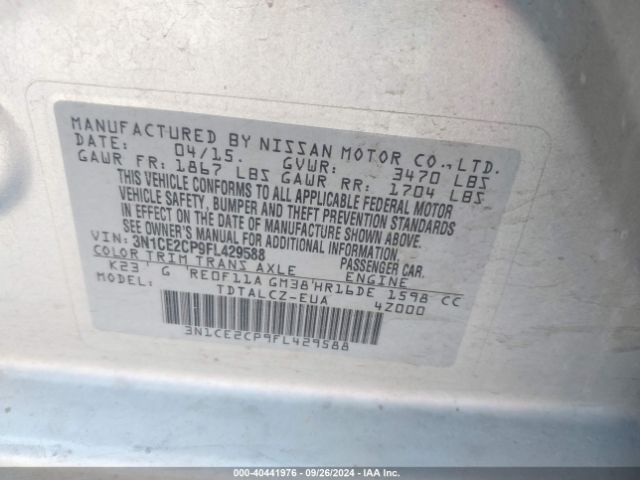 MANUFACTURED BY NISSAN MOTOR CO.,LTD.
DATE: 04/15. GVWR: 3470 LBS
GAWR FR: 1867 LBS GAWR RR: 1704 LBS
THIS VEHICLE CONFORMS TO ALL APPLICABLE FEDERAL MOTOR
VEHICLE SAFETY, BUMPER AND THEFT PREVENTION STANDARDS
IN EFFECT ON THE DATE OF MANUFACTURE SHOWN ABOVE.
SEE OWNER'S MANUAL FOR ADDITIONAL INFORMATION.
VIN: 3N1CE2CP9FL429588 PASSENGER CAR.
COLOR TRIM TRANS AXLE ENGINE
K23 G RE0F11A GM38 HR16DE 1598 CC
MODEL: TDTALCZ-EUA 4Z000
3N1CE2CP9FL429588
000-40441976 - 09/26/2024 - IAA Inc.